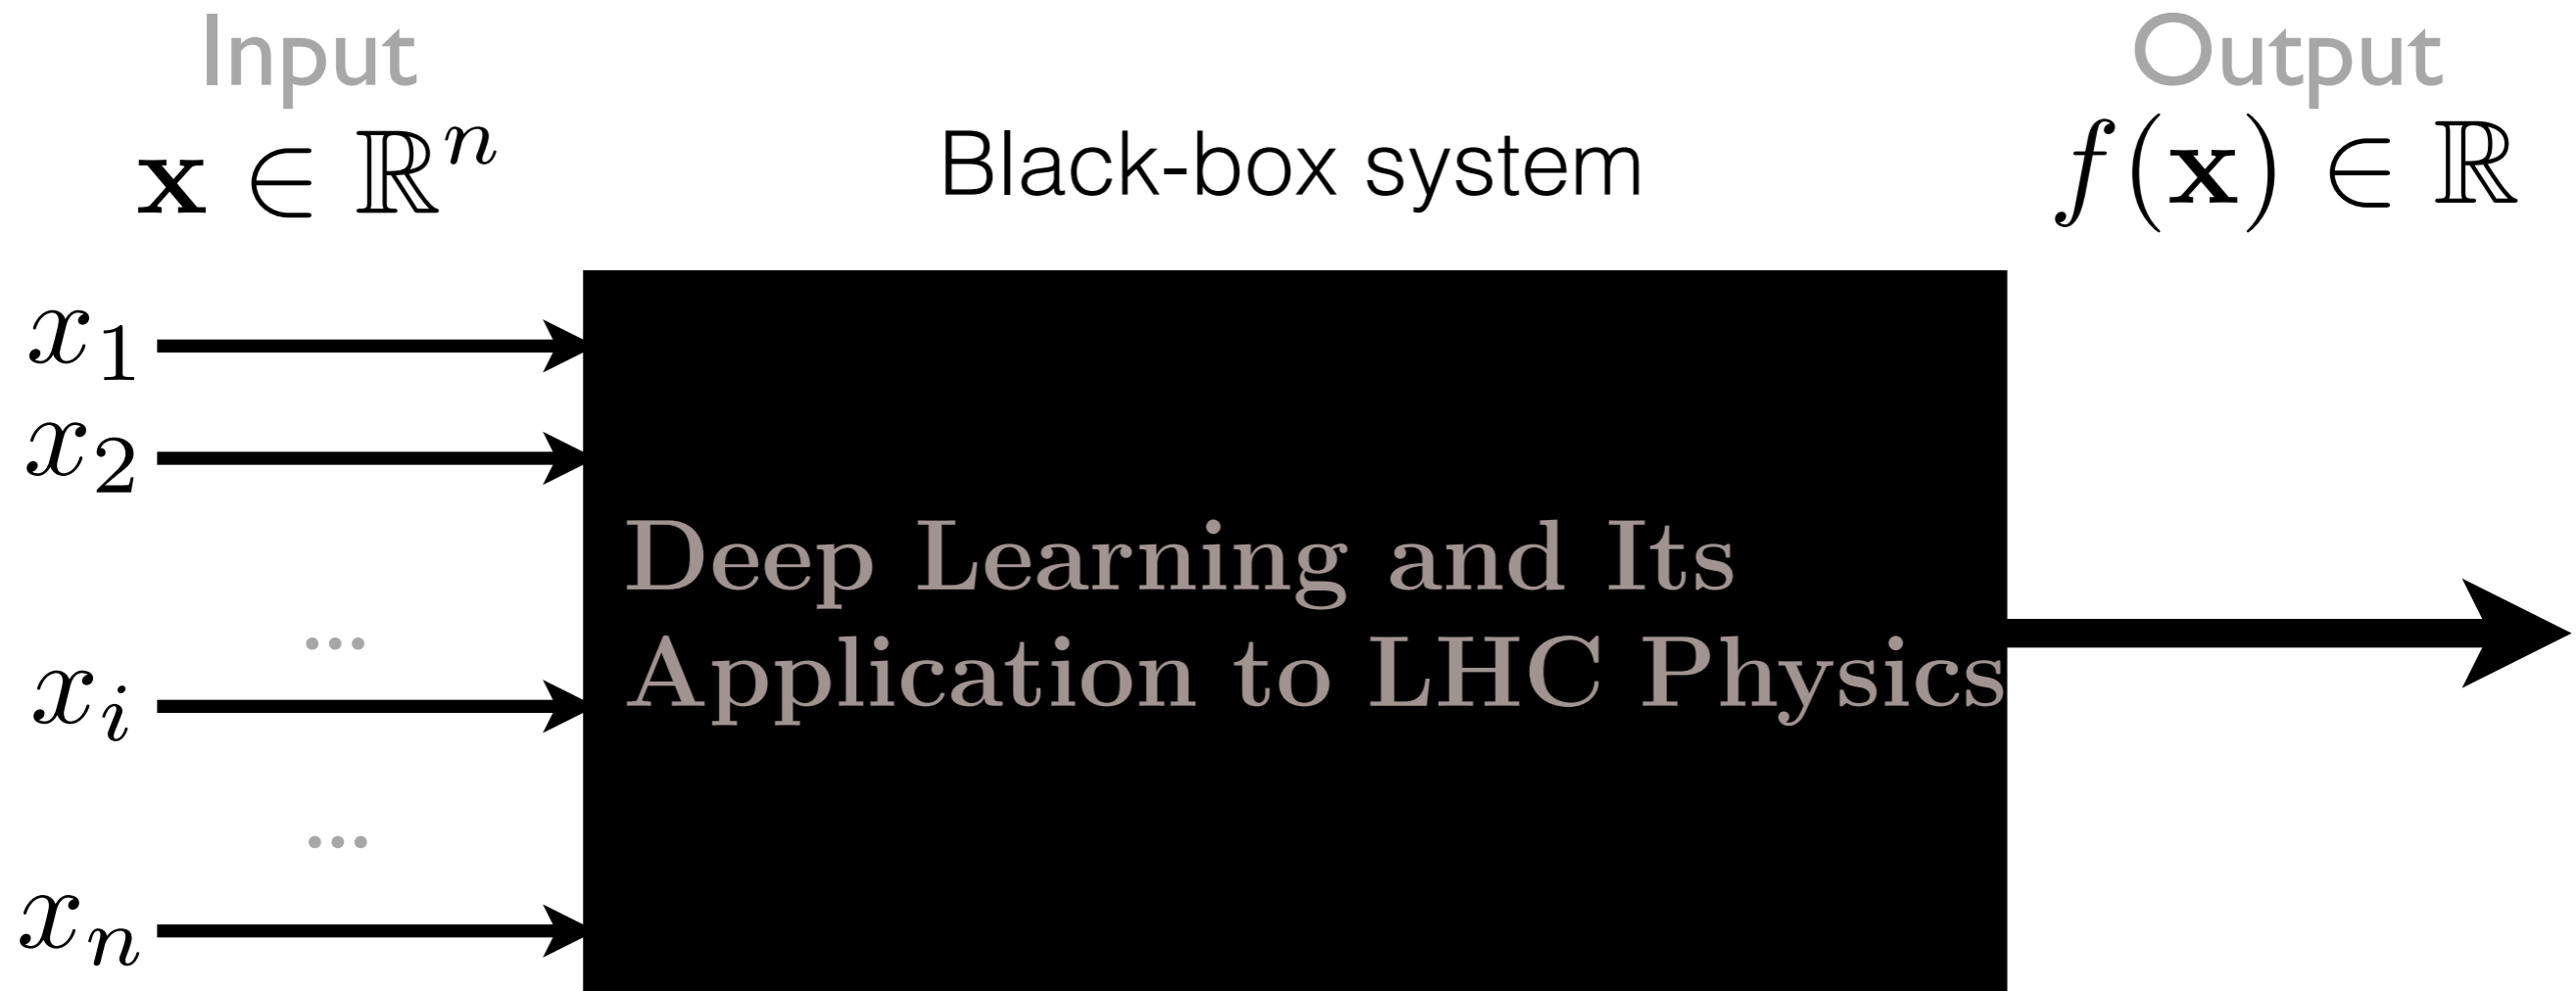 Input
Output
𝐱 ∈ ℝⁿ
Black-box system
f(𝐱) ∈ ℝ
x₁
x₂
Deep Learning and Its
...
Application to LHC Physics
xᵢ
...
xₙ